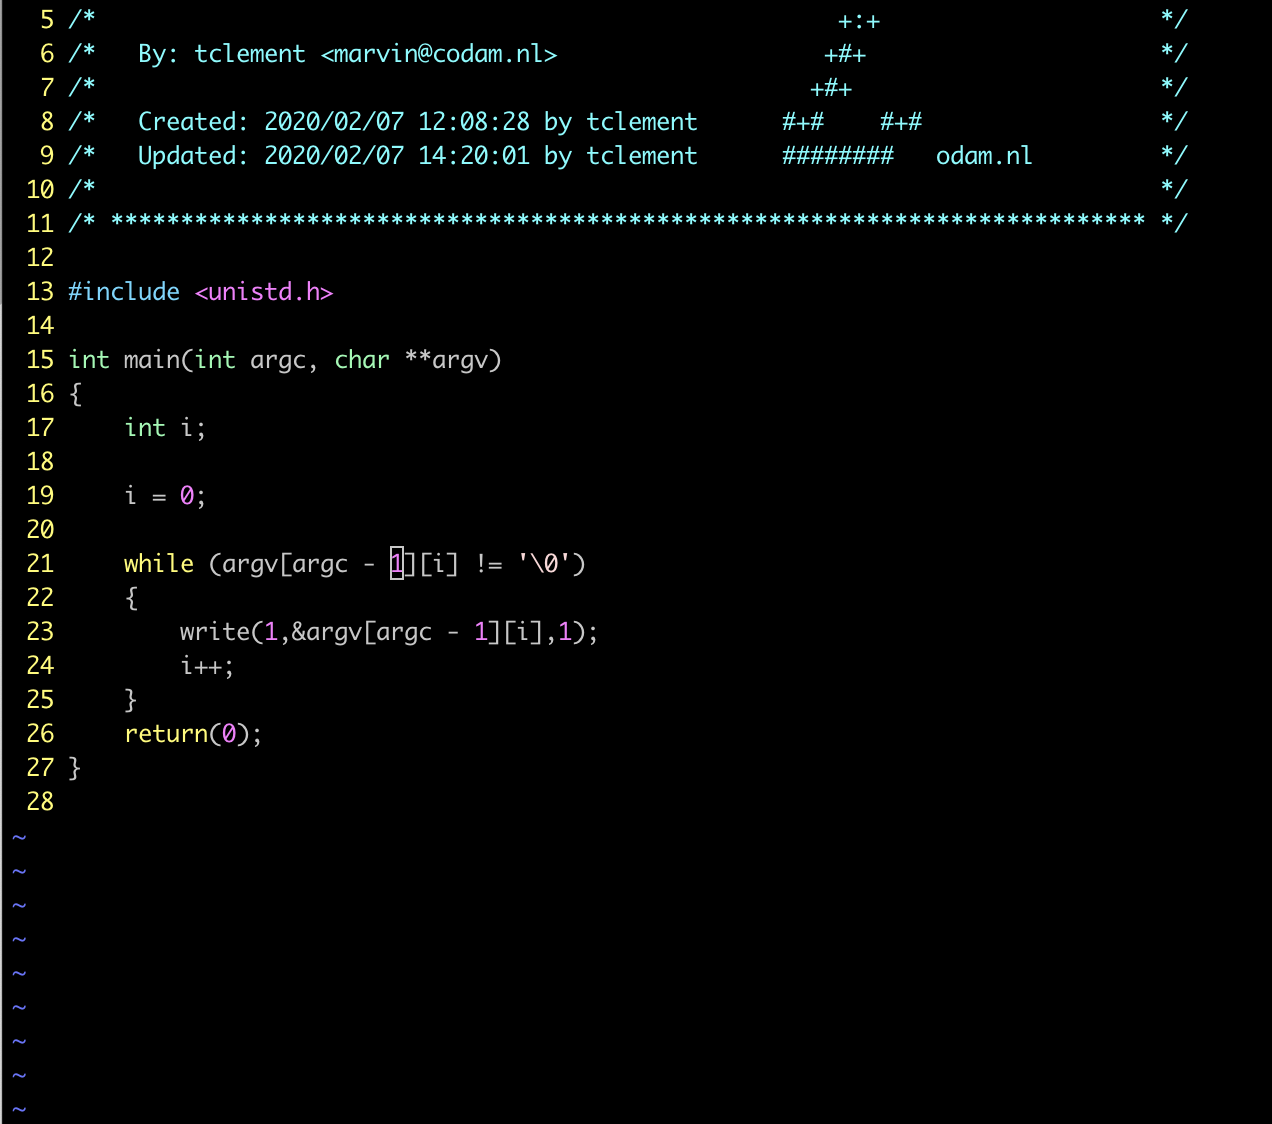 5 /*                                                     +:+                    */
6 /*   By: tclement <marvin@codam.nl>                   +#+                     */
7 /*                                                   +#+                      */
8 /*   Created: 2020/02/07 12:08:28 by tclement      #+#    #+#                 */
9 /*   Updated: 2020/02/07 14:20:01 by tclement      ########   odam.nl         */
10 /*                                                                            */
11 /* ************************************************************************** */
12
13 #include <unistd.h>
14
15 int main(int argc, char **argv)
16 {
17     int i;
18
19     i = 0;
20
21     while (argv[argc - 1][i] != '\0')
22     {
23         write(1,&argv[argc - 1][i],1);
24         i++;
25     }
26     return(0);
27 }
28
~
~
~
~
~
~
~
~
~